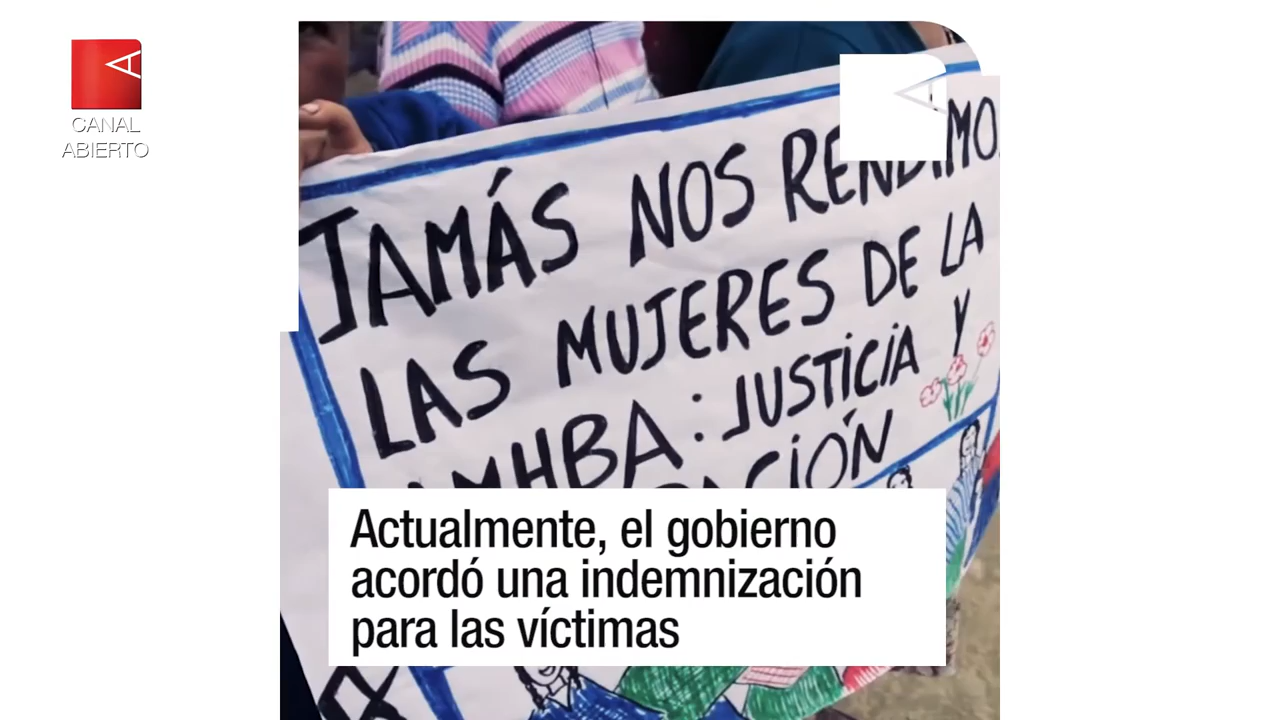 CANAL
ABIERTO
JAMÁS NOS RENDIMO
LAS MUJERES DE LA
AMHBA: JUSTICIA Y
Actualmente, el gobierno
acordó una indemnización
para las víctimas